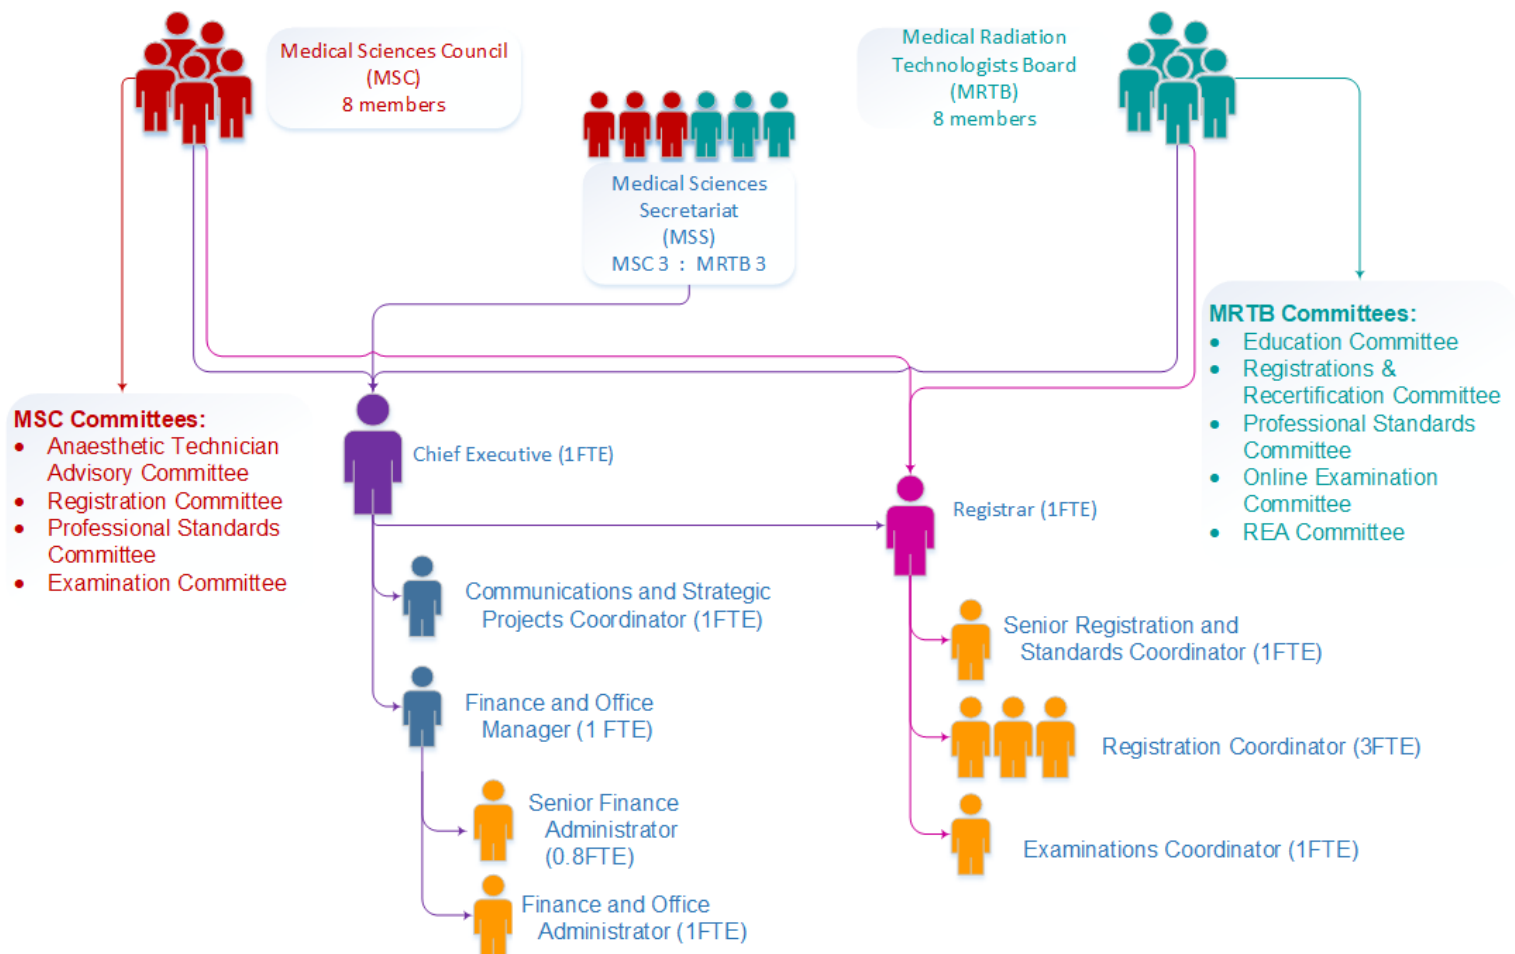 Medical Sciences Council
(MSC)
8 members
Medical Sciences
Secretariat
(MSS)
MSC 3 : MRTB 3
Medical Radiation
Technologists Board
(MRTB)
8 members
MSC Committees:
• Anaesthetic Technician
Advisory Committee
• Registration Committee
• Professional Standards
Committee
• Examination Committee
MRTB Committees:
• Education Committee
• Registrations &
Recertification Committee
• Professional Standards
Committee
• Online Examination
Committee
• REA Committee
Chief Executive (1FTE)
Registrar (1FTE)
Communications and Strategic
Projects Coordinator (1FTE)
Finance and Office
Manager (1 FTE)
Senior Finance
Administrator
(0.8FTE)
Finance and Office
Administrator (1FTE)
Senior Registration and
Standards Coordinator (1FTE)
Registration Coordinator (3FTE)
Examinations Coordinator (1FTE)